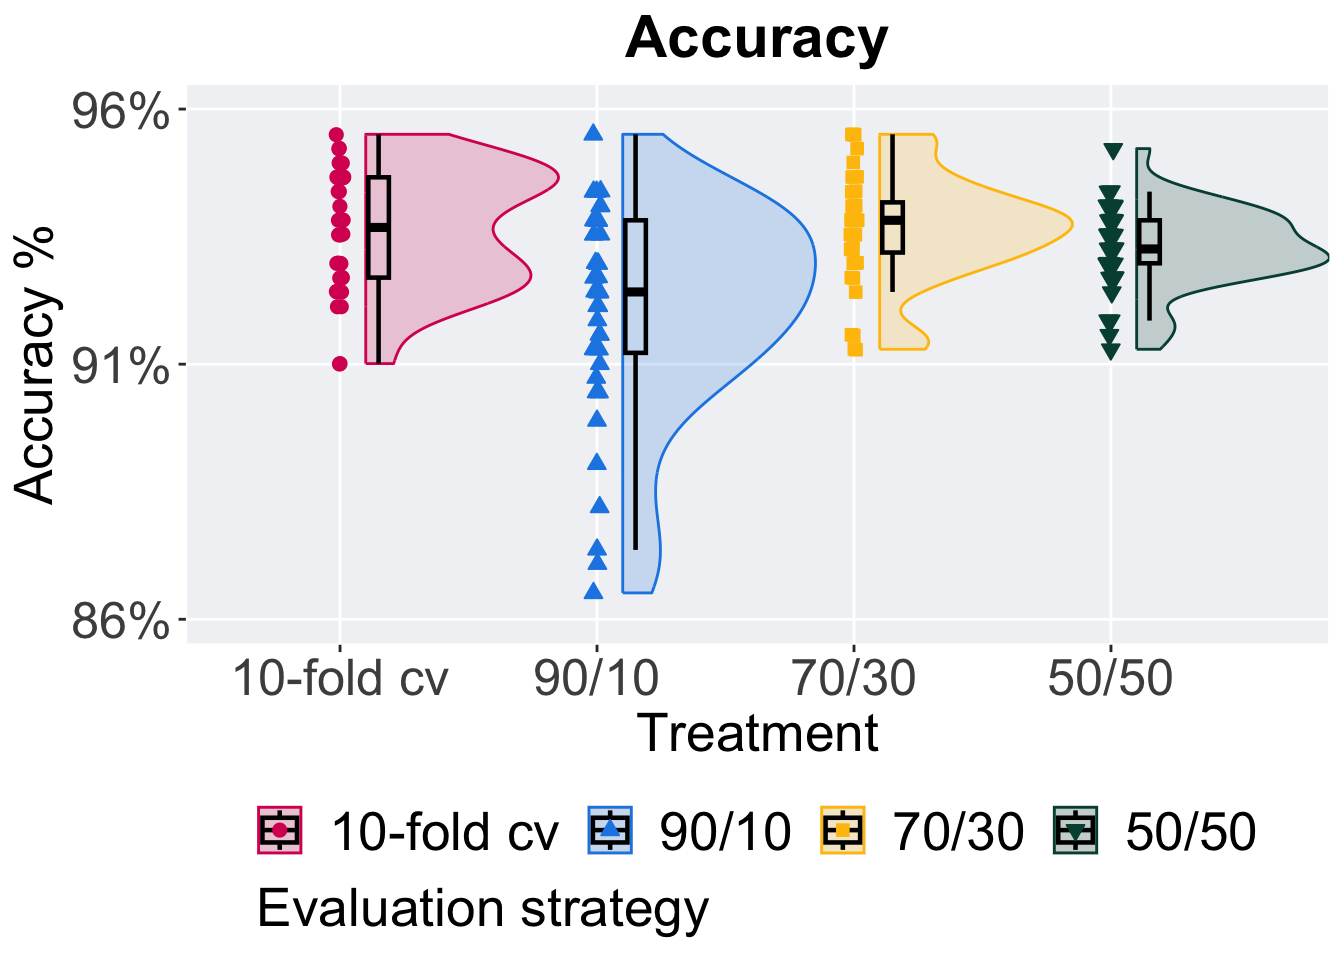 Accuracy
96%
91%
86%
Accuracy %
10-fold cv 90/10 70/30 50/50
Treatment
10-fold cv 90/10 70/30 50/50
Evaluation strategy